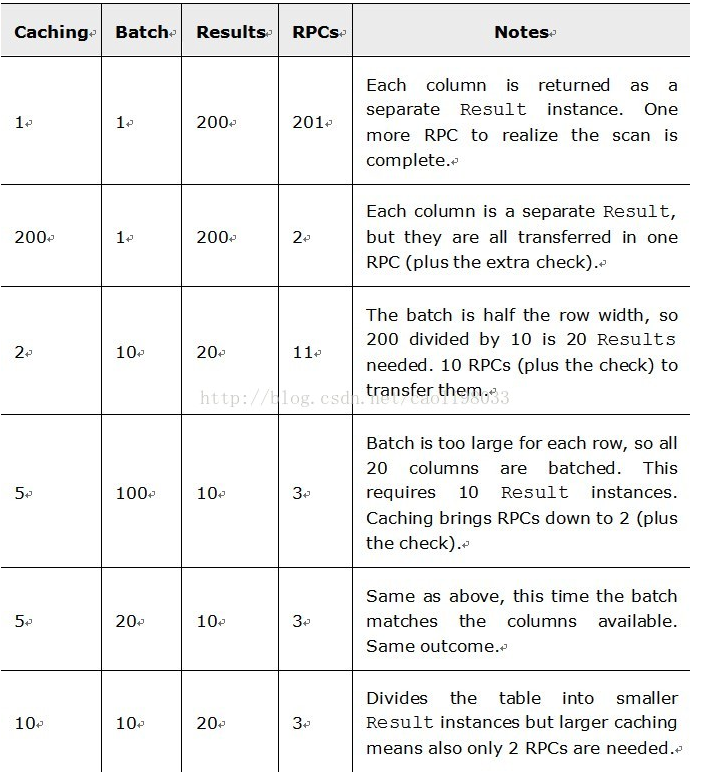 Caching Batch Results RPCs Notes
1 1 200 201 Each column is returned as a
separate Result instance. One
more RPC to realize the scan is
complete.
200 1 200 2 Each column is a separate Result,
but they are all transferred in one
RPC (plus the extra check).
2 10 20 11 The batch is half the row width, so
200 divided by 10 is 20 Results
needed. 10 RPCs (plus the check) to
transfer them.
5 100 10 3 Batch is too large for each row, so all
20 columns are batched. This
requires 10 Result instances.
Caching brings RPCs down to 2 (plus
the check).
5 20 10 3 Same as above, this time the batch
matches the columns available.
Same outcome.
10 10 20 3 Divides the table into smaller
Result instances but larger caching
means also only 2 RPCs are needed.